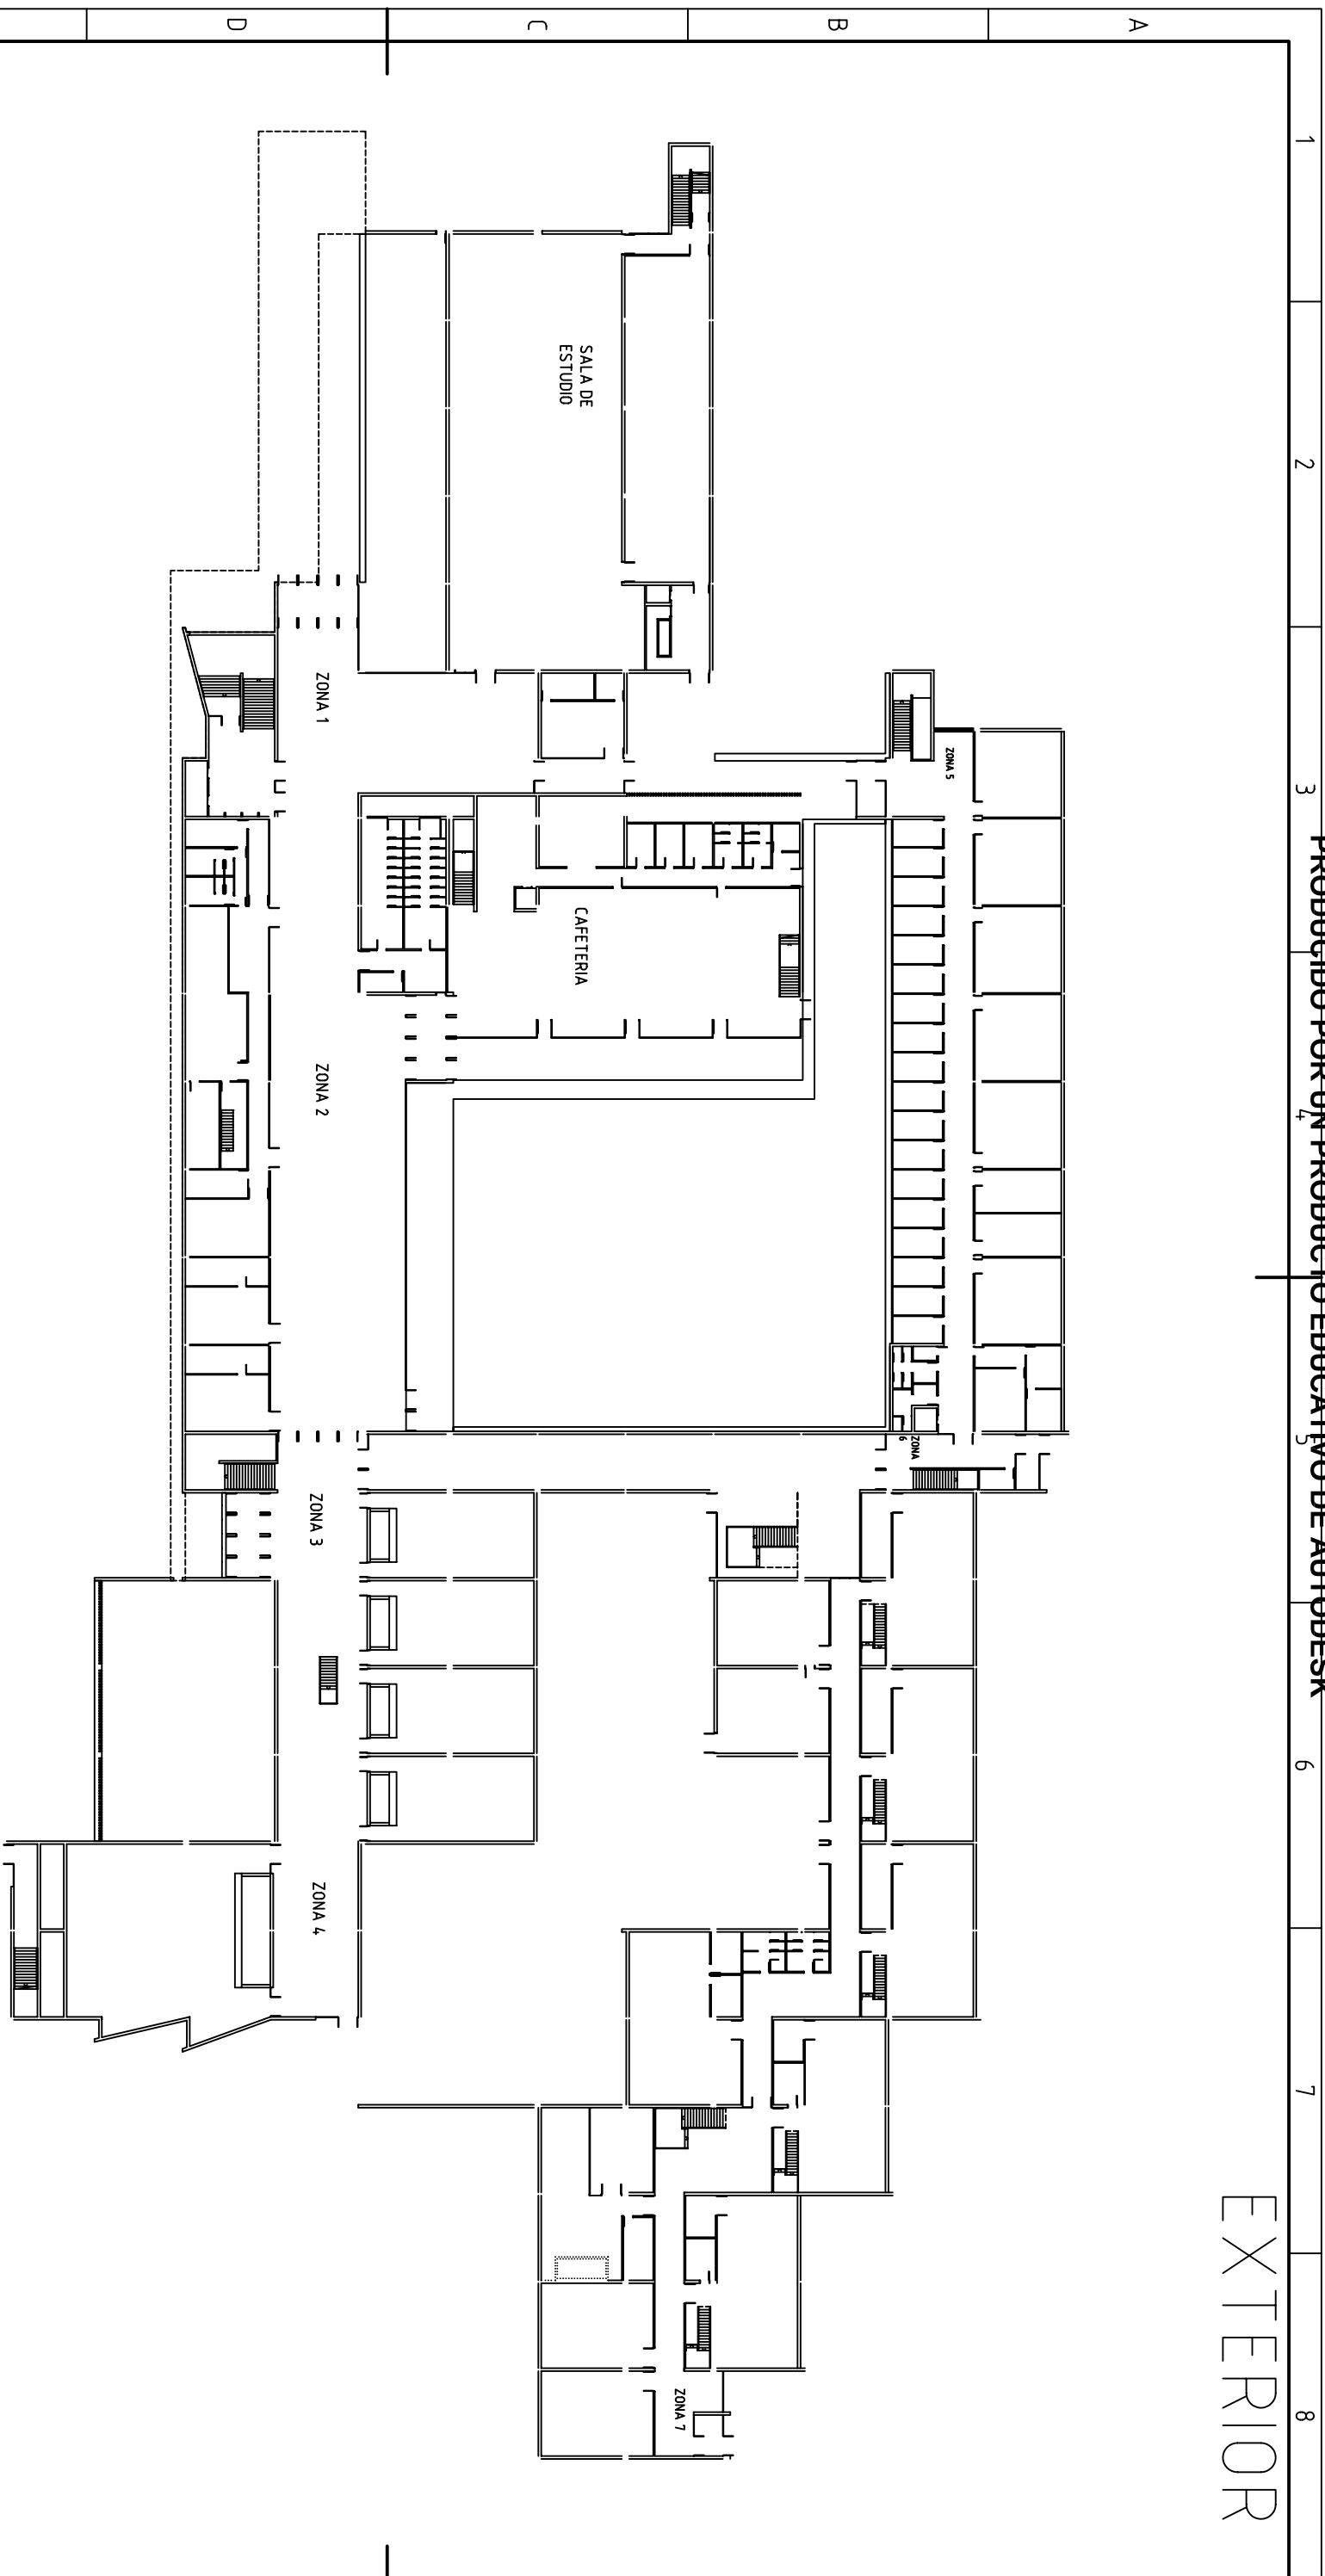 1
2
3
4
5
6
7
8
A
B
C
D
PRODUCIDO POR UN PRODUCTO EDUCATIVO DE AUTODESK
EXTERIOR
ZONA 5
ZONA
6
SALA DE
ESTUDIO
CAFETERIA
ZONA 7
ZONA 1
ZONA 2
ZONA 3
ZONA 4